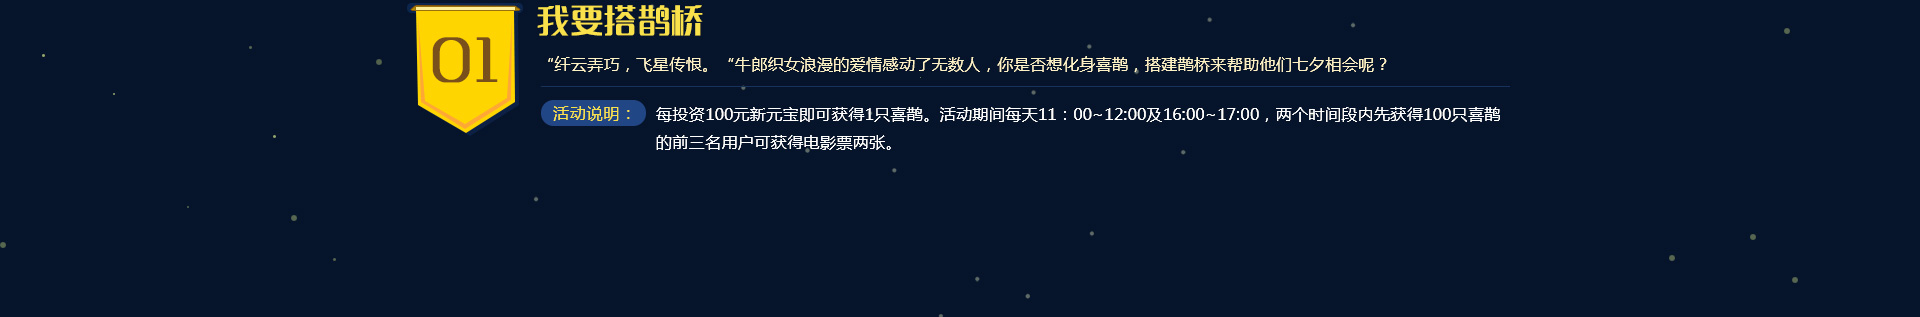 01
我要搭鹊桥
“纤云弄巧，飞星传恨。“牛郎织女浪漫的爱情感动了无数人，你是否想化身喜鹊，搭建鹊桥来帮助他们七夕相会呢？
活动说明： 每投资100元新元宝即可获得1只喜鹊。活动期间每天11：00~12:00及16:00~17:00，两个时间段内先获得100只喜鹊
的前三名用户可获得电影票两张。